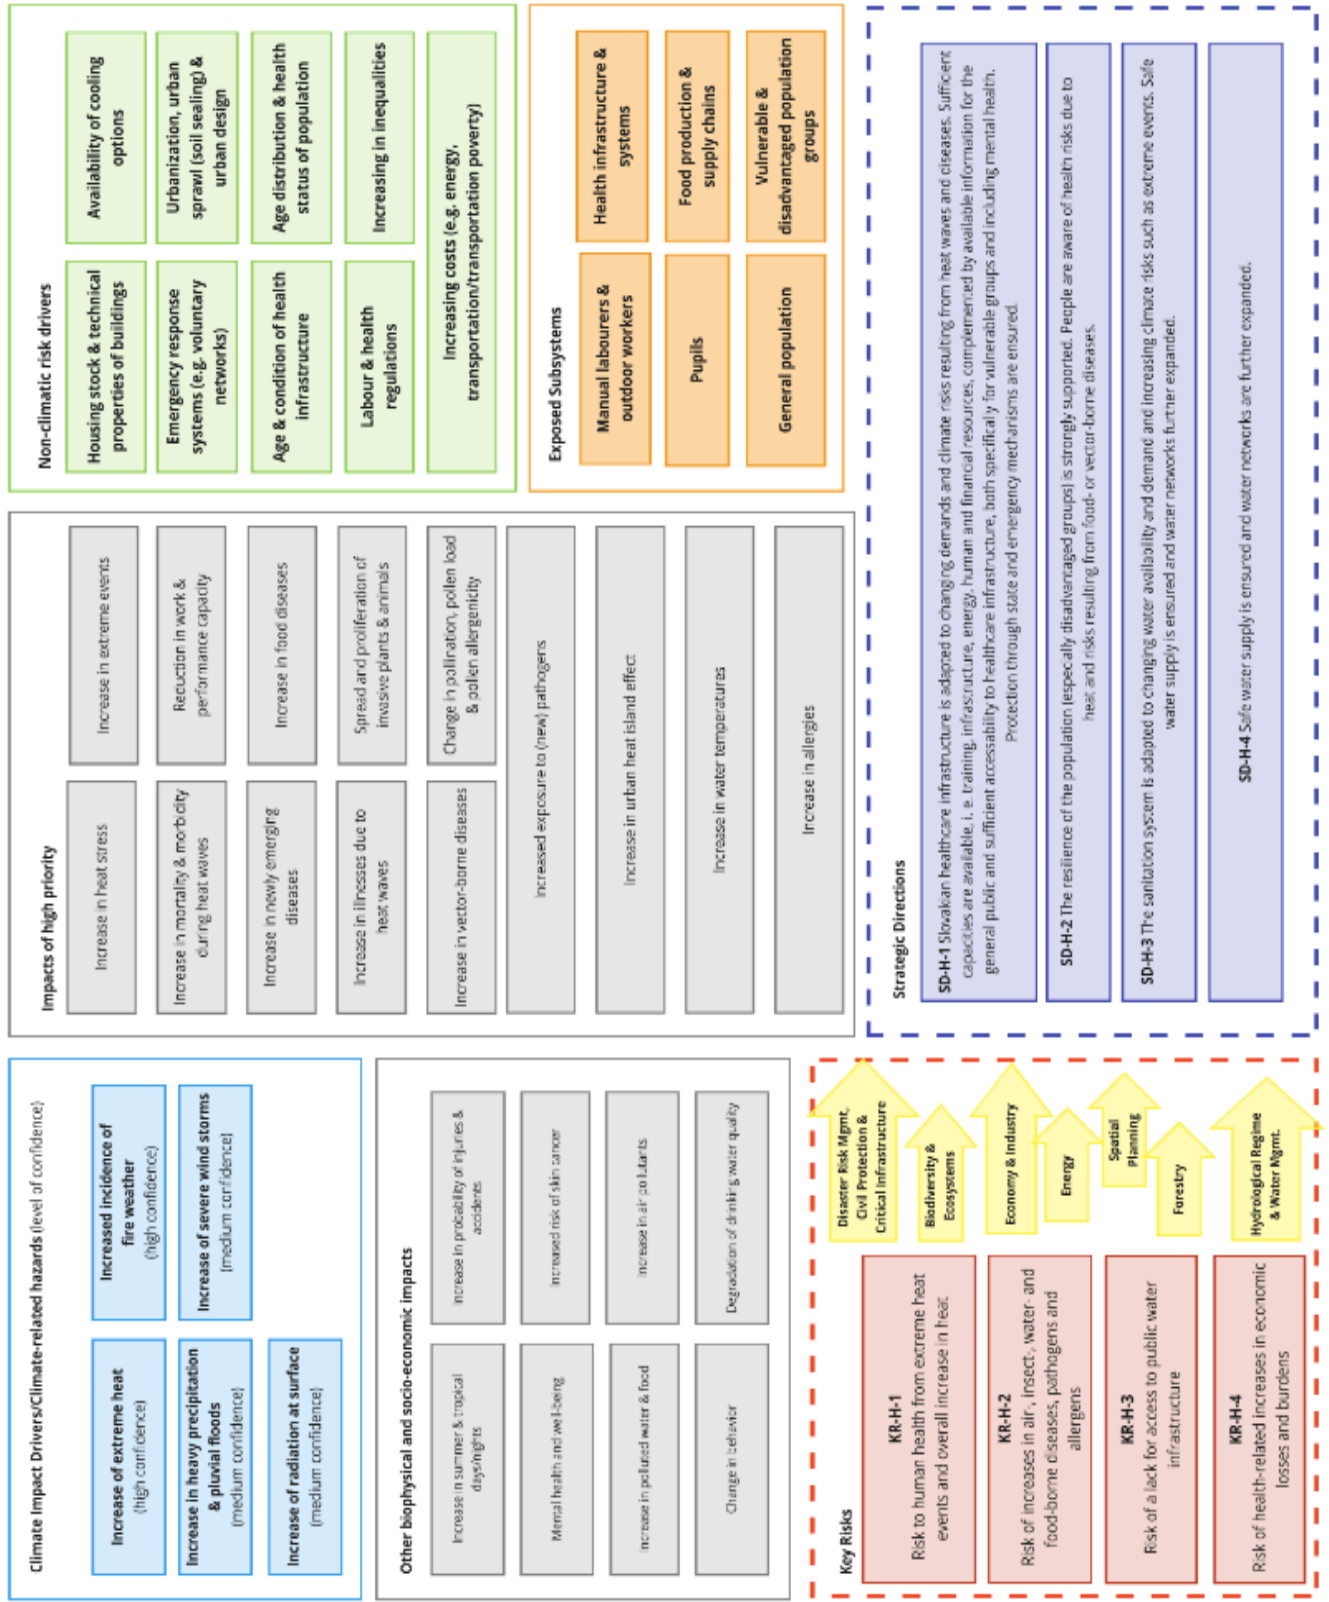 Climate Impact Drivers/Climate-related hazards (level of confidence)
Increase of extreme heat
(high confidence)
Increased incidence of
fire weather
(high confidence)
Increase in heavy precipitation
& pluvial floods
(medium confidence)
Increase of severe wind storms
(medium confidence)
Increase of radiation at surface
(medium confidence)
Other biophysical and socio-economic impacts
Increase in summer & tropical
days/nights
Increase in probability of injuries &
accidents
Mental health and well-being
Increased risk of skin cancer
Increase in polluted water & food
Increase in air pollutants
Change in behavior
Degradation of drinking water quality
Key Risks
KR-H-1
Risk to human health from extreme heat
events and overall increase in heat
KR-H-2
Risk of increases in air-, insect-, water- and
food-borne diseases, pathogens and
allergens
KR-H-3
Risk of a lack for access to public water
infrastructure
KR-H-4
Risk of health-related increases in economic
losses and burdens
Disaster Risk Mgmt,
Civil Protection &
Critical Infrastructure
Biodiversity &
Ecosystems
Economy & Industry
Energy
Spatial
Planning
Forestry
Hydrological Regime
& Water Mgmt.
Impacts of high priority
Increase in heat stress
Increase in extreme events
Increase in mortality & morbidity
during heat waves
Reduction in work &
performance capacity
Increase in newly emerging
diseases
Increase in food diseases
Increase in illnesses due to
heat waves
Spread and proliferation of
invasive plants & animals
Increase in vector-borne diseases
Change in pollination, pollen load
& pollen allergenicity
Increased exposure to (new) pathogens
Increase in urban heat island effect
Increase in water temperatures
Increase in allergies
Non-climatic risk drivers
Housing stock & technical
properties of buildings
Availability of cooling
options
Emergency response
systems (e.g. voluntary
networks)
Urbanization, urban
sprawl (soil sealing) &
urban design
Age & condition of health
infrastructure
Age distribution & health
status of population
Labour & health
regulations
Increasing in inequalities
Increasing costs (e.g. energy,
transportation/transportation poverty)
Exposed Subsystems
Manual labourers &
outdoor workers
Health infrastructure &
systems
Pupils
Food production &
supply chains
General population
Vulnerable &
disadvantaged population
groups
Strategic Directions
SD-H-1 Slovakian healthcare infrastructure is adapted to changing demands and climate risks resulting from heat waves and diseases. Sufficient
capacities are available, i. e. training, infrastructure, energy, human and financial resources, complemented by available information for the
general public and sufficient accessability to healthcare infrastructure, both specifically for vulnerable groups and including mental health.
Protection through state and emergency mechanisms are ensured.
SD-H-2 The resilience of the population (especially disadvantaged groups) is strongly supported. People are aware of health risks due to
heat and risks resulting from food- or vector-borne diseases.
SD-H-3 The sanitation system is adapted to changing water availability and demand and increasing climate risks such as extreme events. Safe
water supply is ensured and water networks further expanded.
SD-H-4 Safe water supply is ensured and water networks are further expanded.